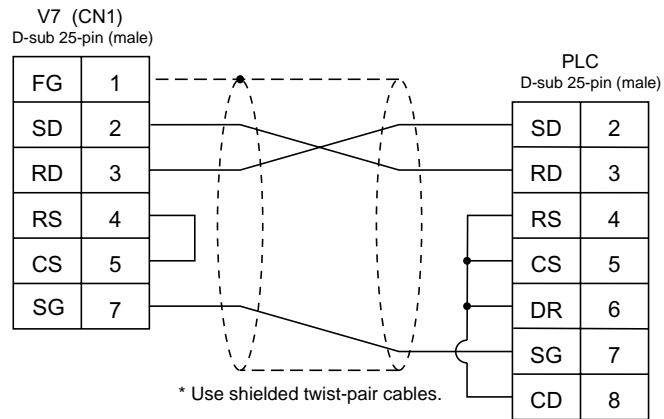 V7 (CN1)
D-sub 25-pin (male)
FG 1
SD 2
RD 3
RS 4
CS 5
SG 7
PLC
D-sub 25-pin (male)
SD 2
RD 3
RS 4
CS 5
DR 6
SG 7
CD 8
* Use shielded twist-pair cables.